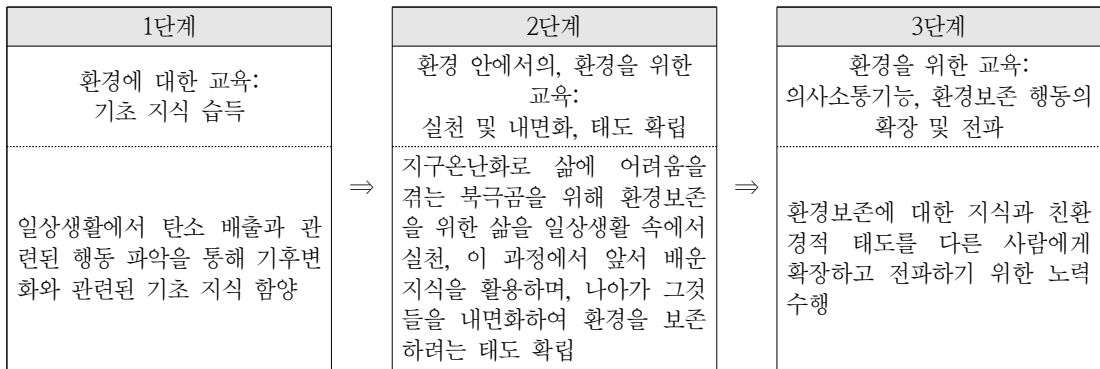 1단계
환경에 대한 교육:
기초 지식 습득
일상생활에서 탄소 배출과 관
련된 행동 파악을 통해 기후변
화와 관련된 기초 지식 함양
⇒
2단계
환경 안에서의, 환경을 위한
교육:
실천 및 내면화, 태도 확립
지구온난화로 삶에 어려움을
겪는 북극곰을 위해 환경보존
을 위한 삶을 일상생활 속에서
실천, 이 과정에서 앞서 배운
지식을 활용하며, 나아가 그것
들을 내면화하여 환경을 보존
하려는 태도 확립
⇒
3단계
환경을 위한 교육:
의사소통기능, 환경보존 행동의
확장 및 전파
환경보존에 대한 지식과 친환
경적 태도를 다른 사람에게
확장하고 전파하기 위한 노력
수행